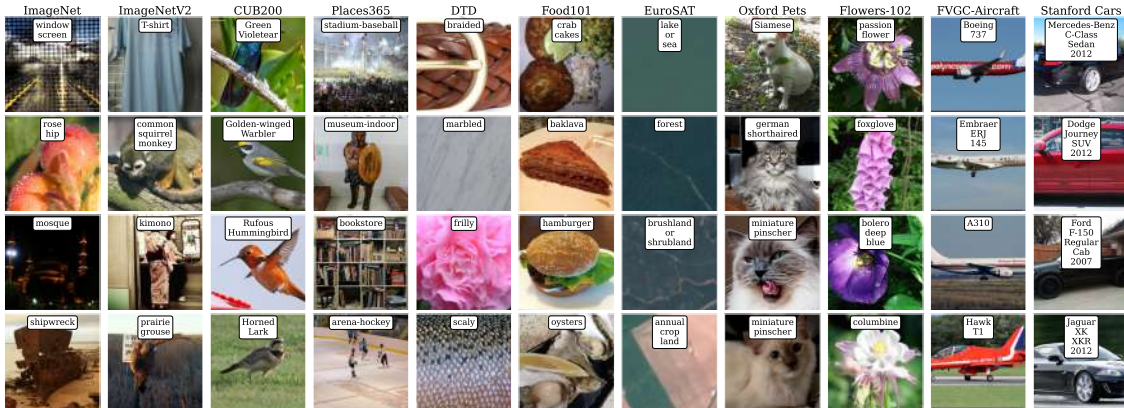 ImageNet
ImageNetV2
CUB200
Places365
DTD
Food101
EuroSAT
Oxford Pets
Flowers-102
FVGC-Aircraft
Stanford Cars
window
screen
T-shirt
Green
Violetear
stadium-baseball
braided
crab
cakes
lake
or
sea
Siamese
passion
flower
Boeing
737
Mercedes-Benz
C-Class
Sedan
2012
rose
hip
common
squirrel
monkey
Golden-winged
Warbler
museum-indoor
marbled
baklava
forest
german
shorthaired
foxglove
Embraer
ERJ
145
Dodge
Journey
SUV
2012
mosque
kimono
Rufous
Hummingbird
bookstore
frilly
hamburger
brushland
or
shrubland
miniature
pinscher
bolero
deep
blue
A310
Ford
F-150
Regular
Cab
2007
shipwreck
prairie
grouse
Horned
Lark
arena-hockey
scaly
oysters
annual
crop
land
miniature
pinscher
columbine
Hawk
T1
Jaguar
XK
XKR
2012